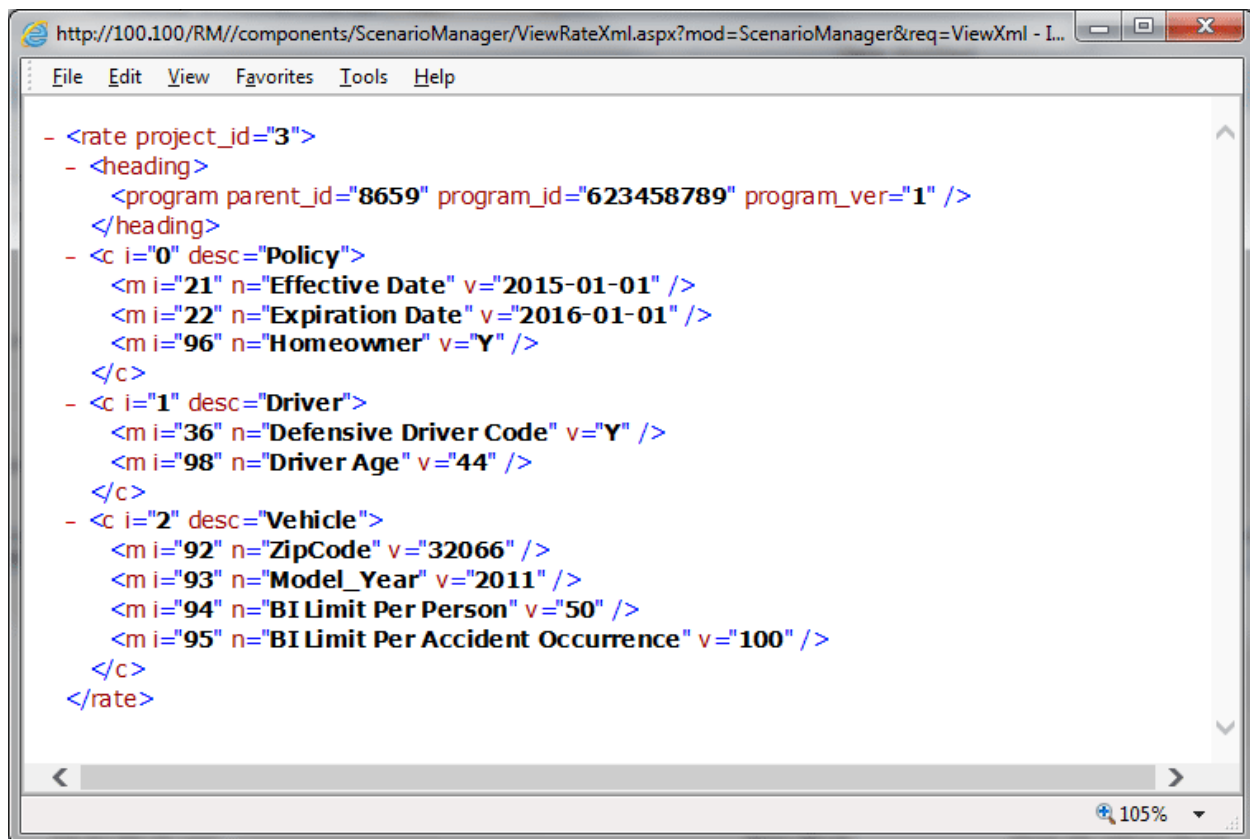 http://100.100/RM//components/ScenarioManager/ViewRateXml.aspx?mod=ScenarioManager&req=ViewXml - I...
File Edit View Favorites Tools Help
- <rate project_id="3">
- <heading>
<program parent_id="8659" program_id="623458789" program_ver="1" />
</heading>
- <c i="0" desc="Policy">
<m i="21" n="Effective Date" v="2015-01-01" />
<m i="22" n="Expiration Date" v="2016-01-01" />
<m i="96" n="Homeowner" v="Y" />
</c>
- <c i="1" desc="Driver">
<m i="36" n="Defensive Driver Code" v="Y" />
<m i="98" n="Driver Age" v="44" />
</c>
- <c i="2" desc="Vehicle">
<m i="92" n="ZipCode" v="32066" />
<m i="93" n="Model_Year" v="2011" />
<m i="94" n="BI Limit Per Person" v="50" />
<m i="95" n="BI Limit Per Accident Occurrence" v="100" />
</c>
</rate>
105%